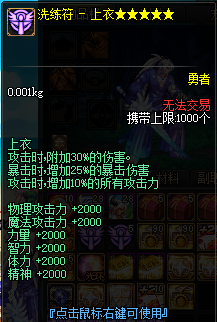 洗练符 - 上衣★★★★★
勇者
0.001kg
无法交易
携带上限:1000个
上衣
攻击时,附加30%的伤害。
暴击时,增加25%的暴击伤害
攻击时,增加10%的所有攻击力
物理攻击力 +2000
魔法攻击力 +2000
力量 +2000
智力 +2000
体力 +2000
精神 +2000
『点击鼠标右键可使用』